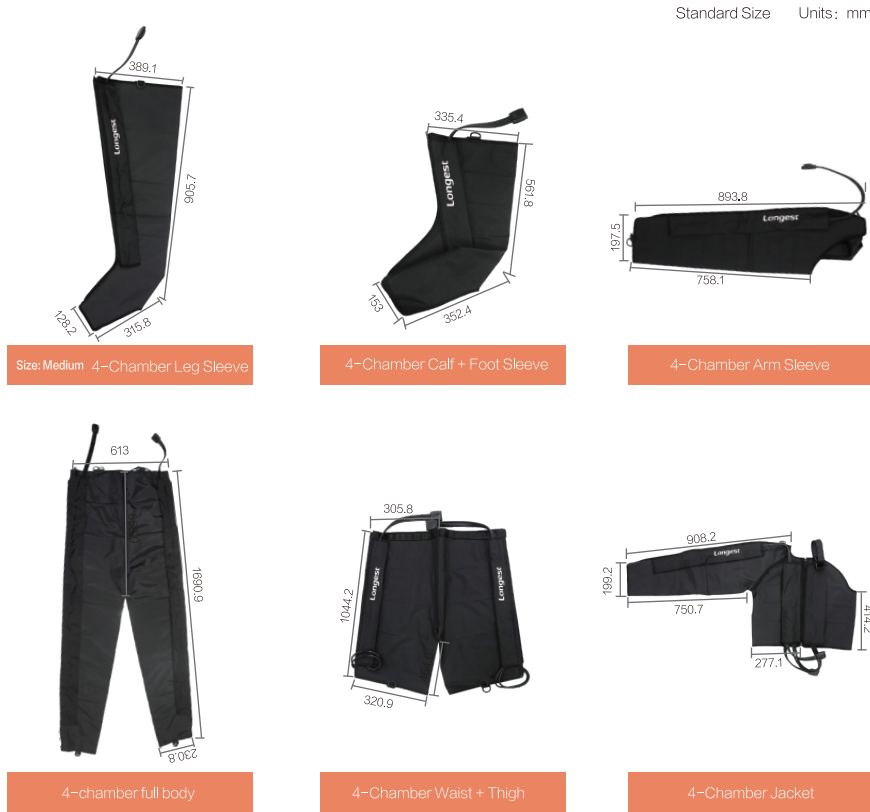 Standard Size Units: mm
389.1
Longest
905.7
128.2
315.8
Size: Medium 4-Chamber Leg Sleeve
335.4
Longest
561.8
153
352.4
4-Chamber Calf + Foot Sleeve
893.8
Longest
197.5
758.1
4-Chamber Arm Sleeve
613
1690.9
230.8
4-chamber full body
305.8
Longest
Longest
1044.2
320.9
4-Chamber Waist + Thigh
908.2
Longest
199.2
750.7
414.2
277.1
4-Chamber Jacket